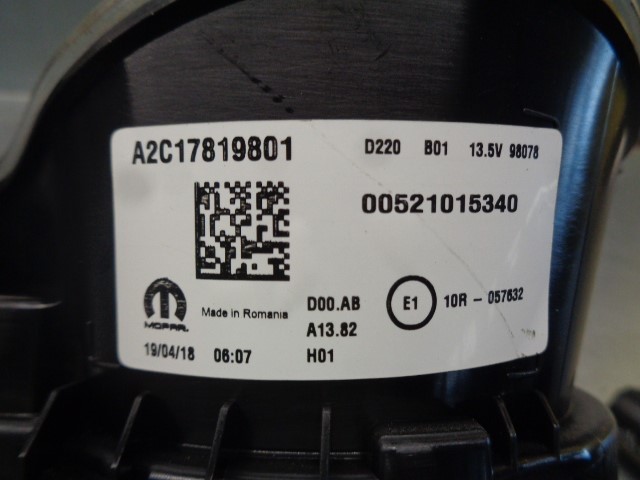 A2C17819801 D220 B01 13.5V 98078
00521015340
MOPAR Made in Romania D00.AB E1 10R - 057632
A13.82
19/04/18 06:07 H01